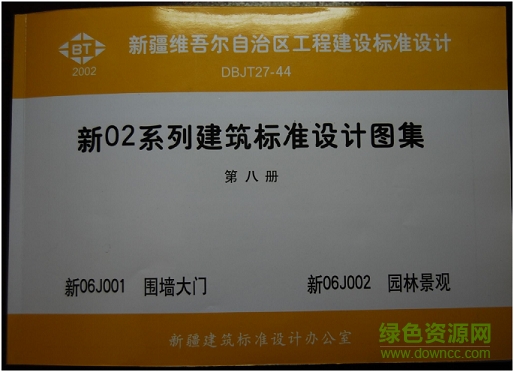 BT
2002
新疆维吾尔自治区工程建设标准设计
DBJT27-44
新02系列建筑标准设计图集
第八册
新06J001 围墙大门
新06J002 园林景观
新疆建筑标准设计办公室
绿色资源网
www.downcc.com